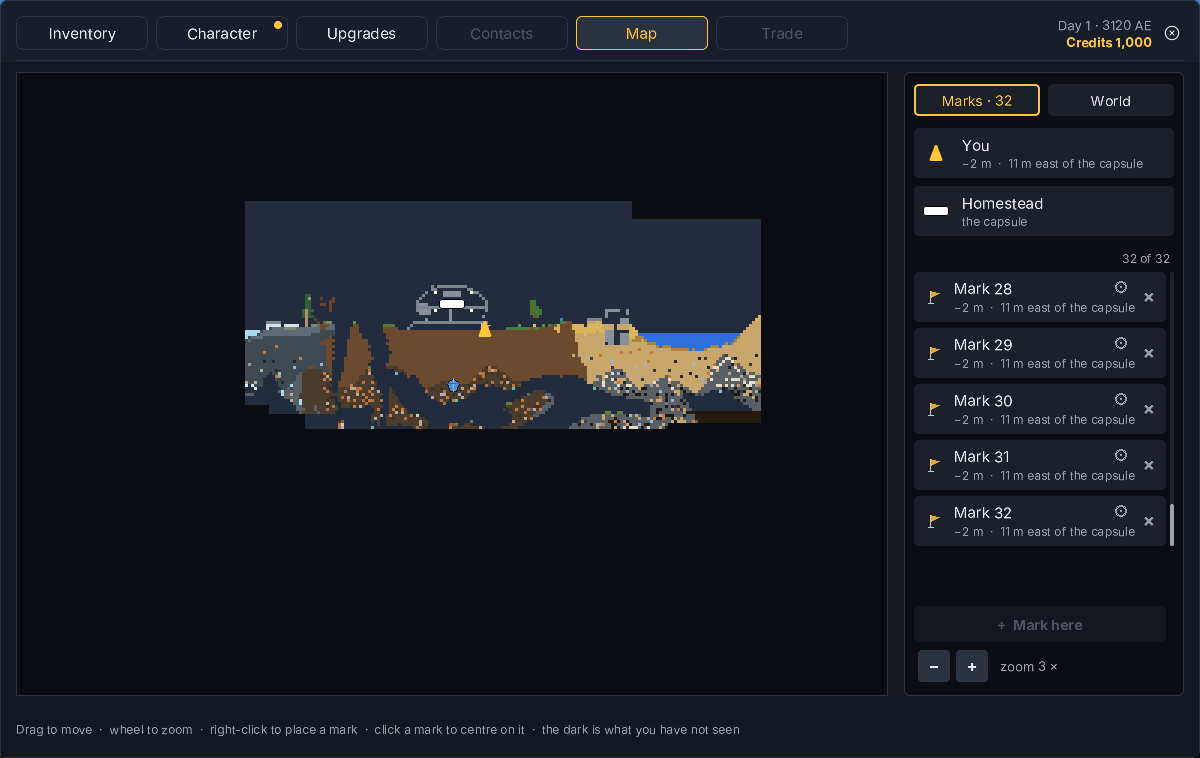 Inventory
Character
Upgrades
Contacts
Map
Trade
Day 1 · 3120 AE
Credits 1,000
Marks · 32
World
You
−2 m · 11 m east of the capsule
Homestead
the capsule
32 of 32
Mark 28
−2 m · 11 m east of the capsule
Mark 29
−2 m · 11 m east of the capsule
Mark 30
−2 m · 11 m east of the capsule
Mark 31
−2 m · 11 m east of the capsule
Mark 32
−2 m · 11 m east of the capsule
+ Mark here
− + zoom 3 ×
Drag to move · wheel to zoom · right-click to place a mark · click a mark to centre on it · the dark is what you have not seen